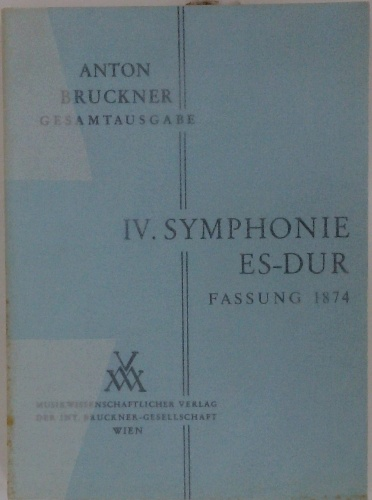 ANTON
BRUCKNER
GESAMTAUSGABE
IV. SYMPHONIE
ES-DUR
FASSUNG 1874
MUSIKWISSENSCHAFTLICHER VERLAG
DER INT. BRUCKNER-GESELLSCHAFT
WIEN